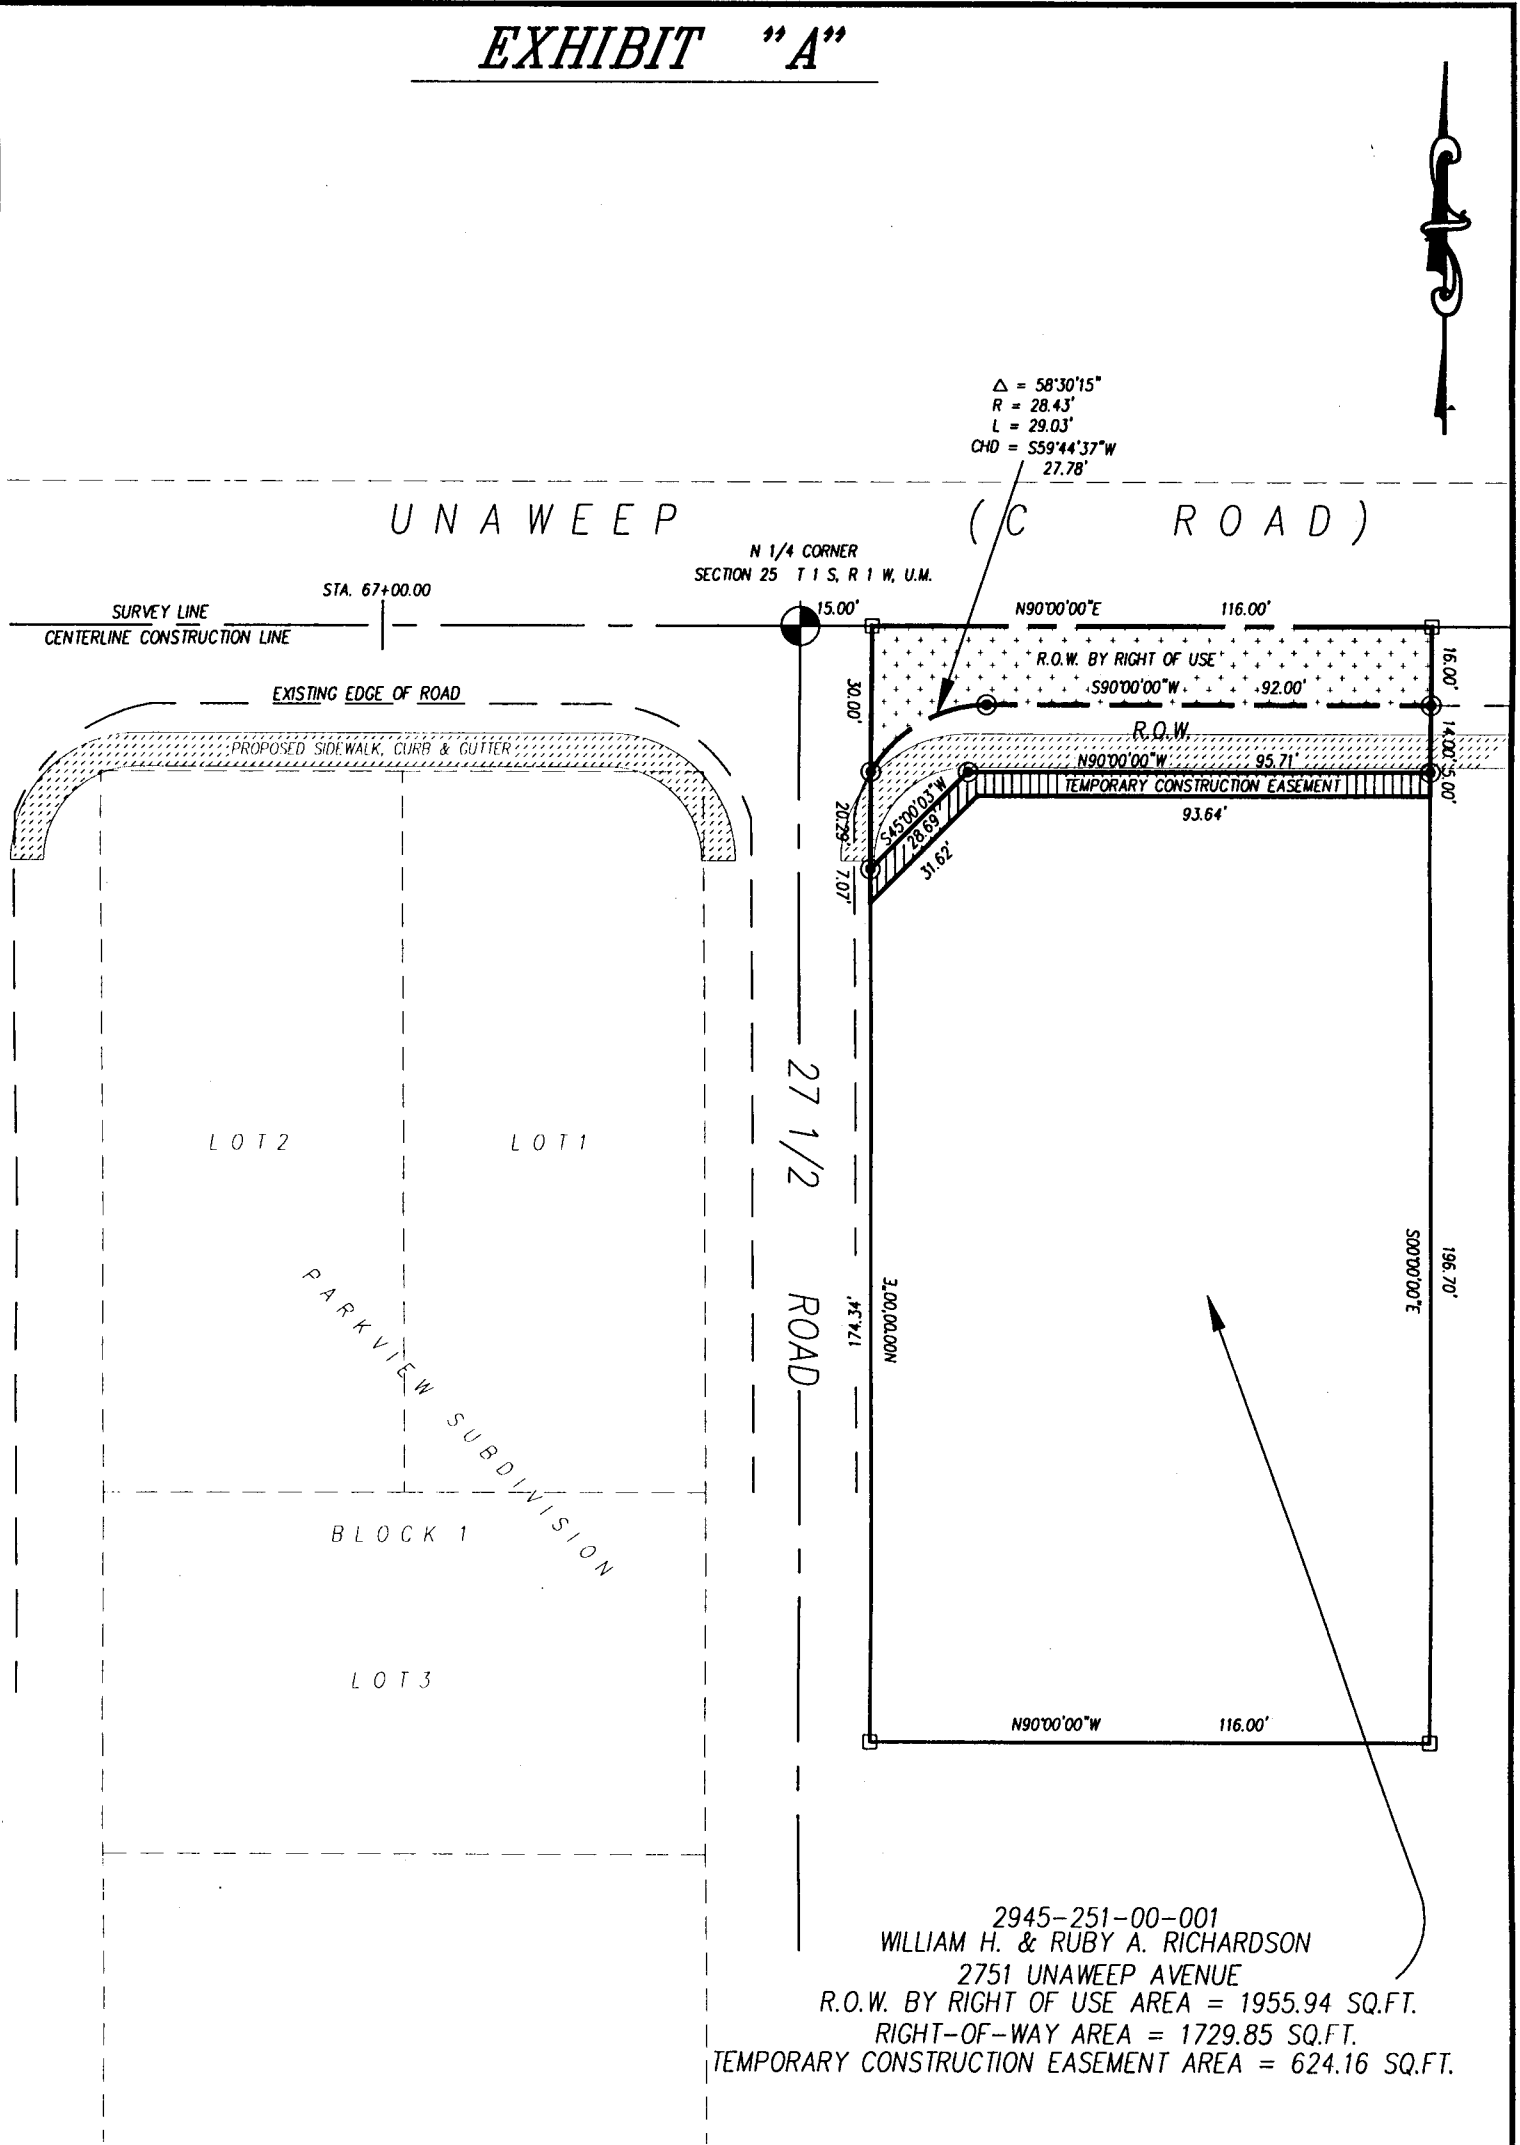 EXHIBIT "A"
Δ = 58°30'15"
R = 28.43'
L = 29.03'
CHD = S59°44'37"W
27.78'
UNAWEEP (C ROAD)
N 1/4 CORNER
SECTION 25 T 1 S, R 1 W, U.M.
STA. 67+00.00
SURVEY LINE
CENTERLINE CONSTRUCTION LINE
15.00'
N90°00'00"E 116.00'
R.O.W. BY RIGHT OF USE
16.00'
EXISTING EDGE OF ROAD
30.00'
S90°00'00"W 92.00'
R.O.W.
14.00'
PROPOSED SIDEWALK, CURB & GUTTER
N90°00'00"W 95.71'
TEMPORARY CONSTRUCTION EASEMENT
5.00'
93.64'
20.29'
S45°00'03"W
28.69'
31.62'
7.07'
27 1/2 ROAD
LOT 2
LOT 1
PARKVIEW SUBDIVISION
174.34'
N00°00'00"E
S00°00'00"E
196.70'
BLOCK 1
LOT 3
N90°00'00"W 116.00'
2945-251-00-001
WILLIAM H. & RUBY A. RICHARDSON
2751 UNAWEEP AVENUE
R.O.W. BY RIGHT OF USE AREA = 1955.94 SQ.FT.
RIGHT-OF-WAY AREA = 1729.85 SQ.FT.
TEMPORARY CONSTRUCTION EASEMENT AREA = 624.16 SQ.FT.